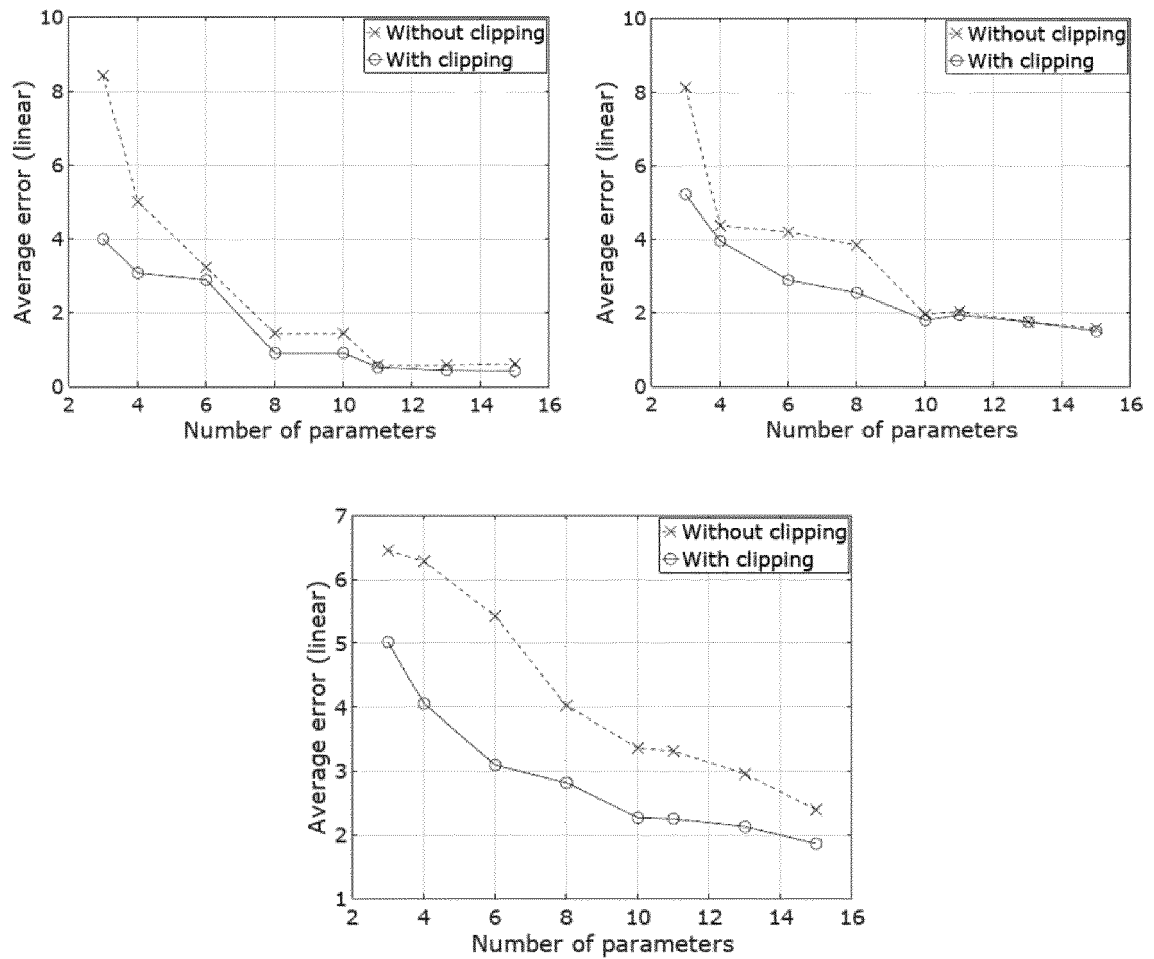 10
8
6
4
2
0
Average error (linear)
Without clipping
With clipping
2 4 6 8 10 12 14 16
Number of parameters
10
8
6
4
2
0
Average error (linear)
Without clipping
With clipping
2 4 6 8 10 12 14 16
Number of parameters
7
6
5
4
3
2
1
Average error (linear)
Without clipping
With clipping
2 4 6 8 10 12 14 16
Number of parameters